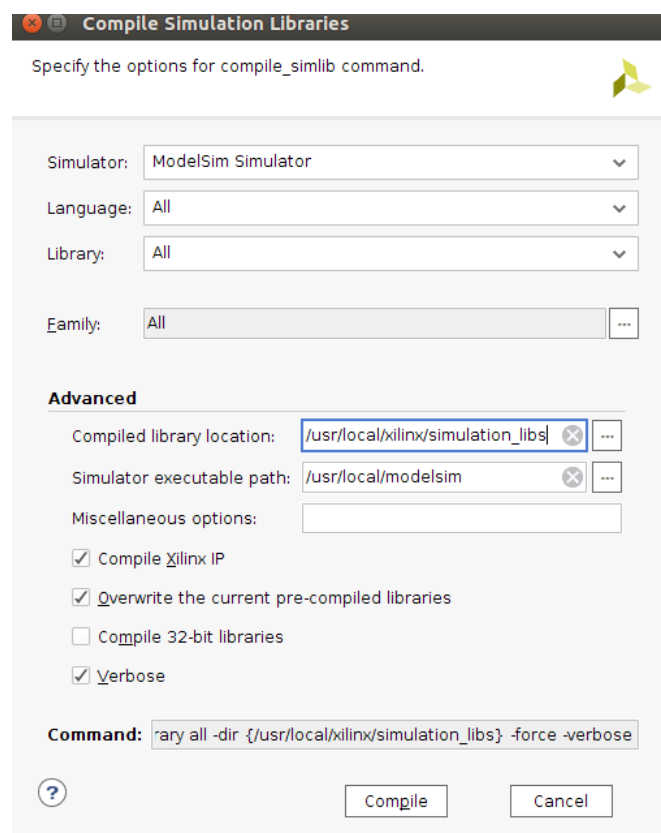 Compile Simulation Libraries
Specify the options for compile_simlib command.
Simulator: ModelSim Simulator
Language: All
Library: All
Family: All ...
Advanced
Compiled library location: /usr/local/xilinx/simulation_libs ...
Simulator executable path: /usr/local/modelsim ...
Miscellaneous options:
Compile Xilinx IP
Overwrite the current pre-compiled libraries
Compile 32-bit libraries
Verbose
Command: rary all -dir {/usr/local/xilinx/simulation_libs} -force -verbose
? Compile Cancel